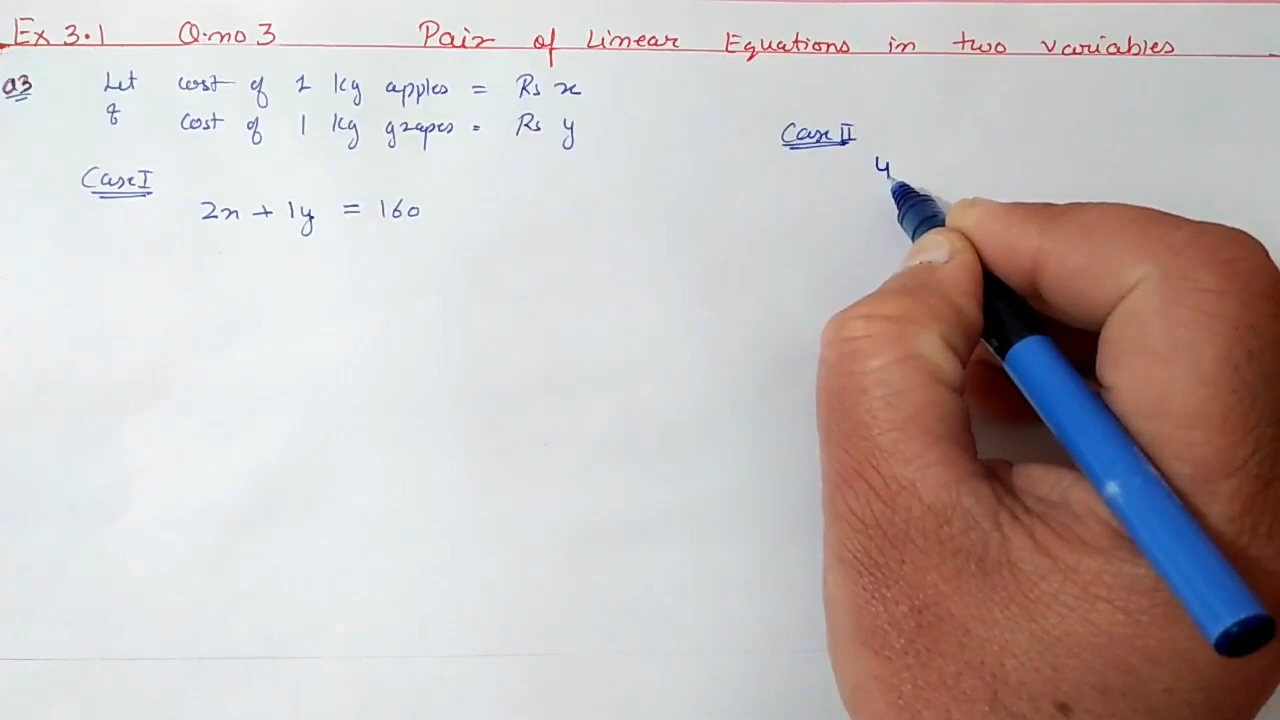 Ex 3.1 Q.no 3 Pair of Linear Equations in two variables
Q3 Let cost of 1 kg apples = Rs x
& cost of 1 kg grapes = Rs y
Case I
2x + 1y = 160
Case II
4